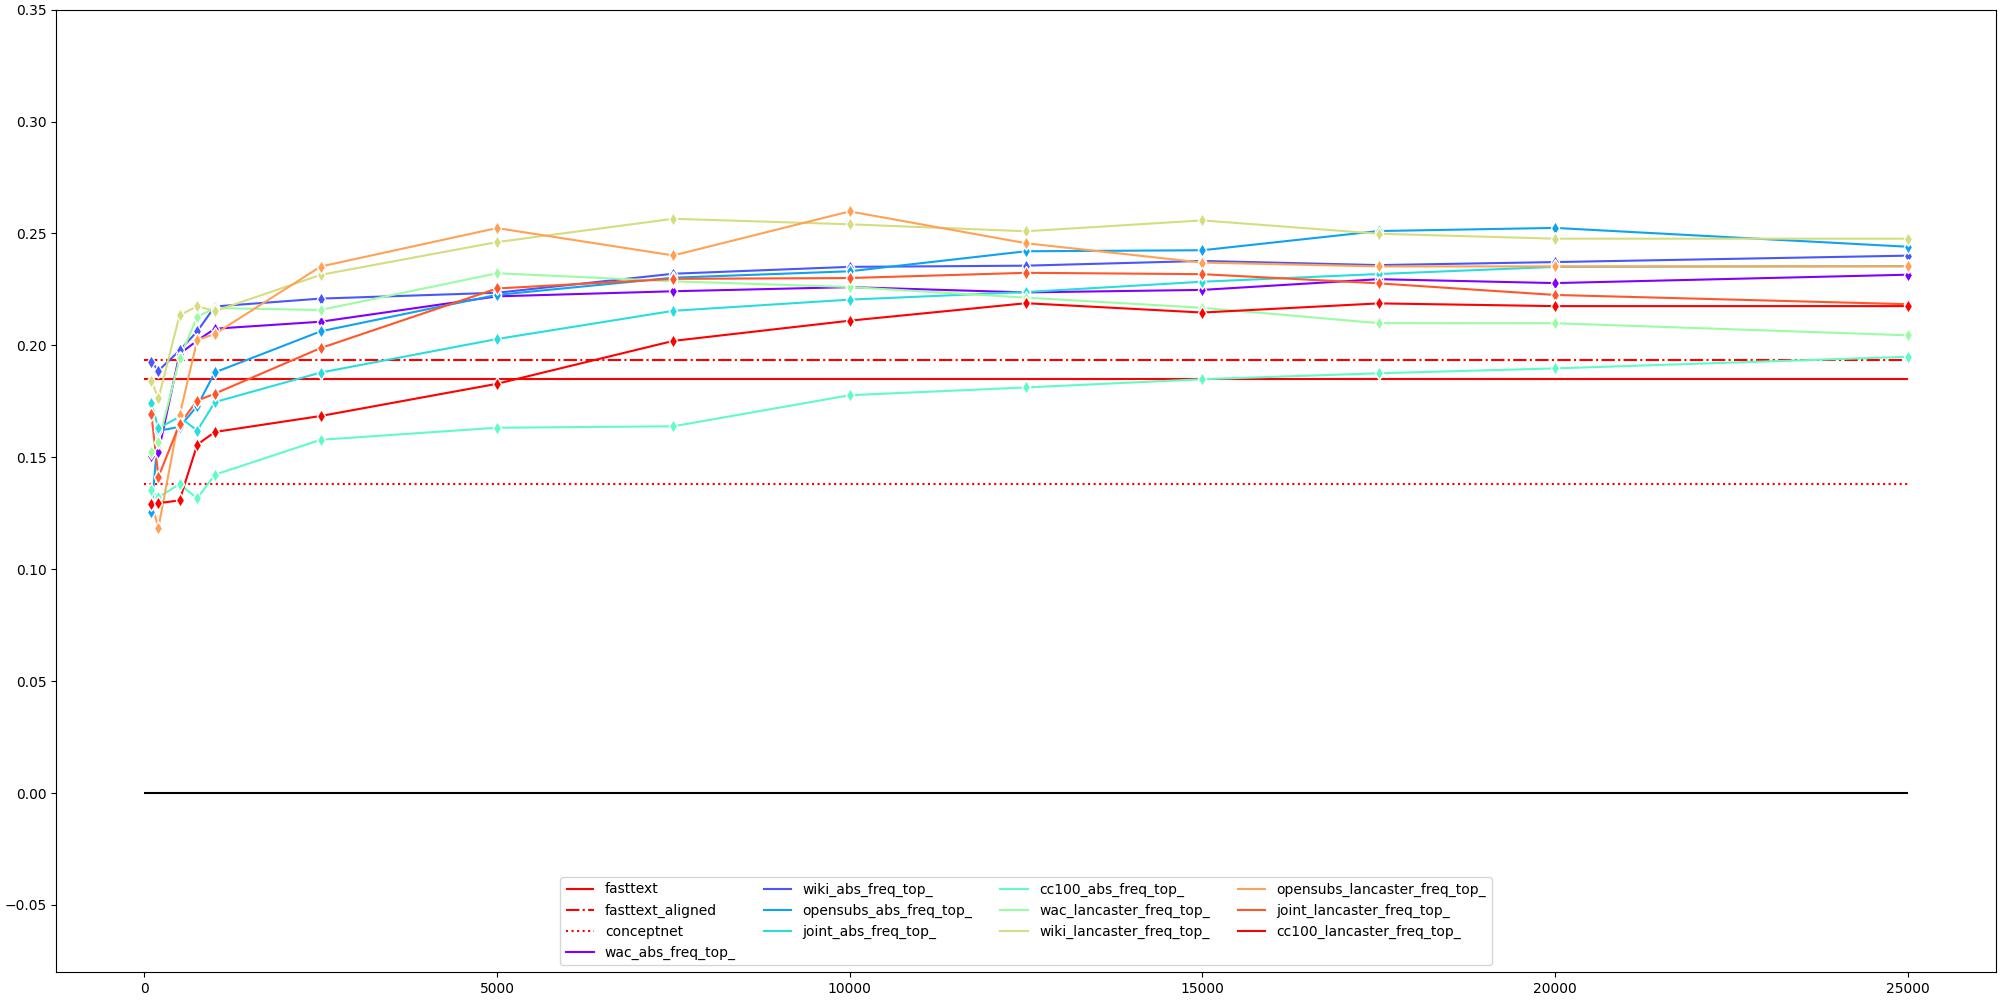 0.35
0.30
0.25
0.20
0.15
0.10
0.05
0.00
−0.05
fasttext
fasttext_aligned
conceptnet
wac_abs_freq_top_
wiki_abs_freq_top_
opensubs_abs_freq_top_
joint_abs_freq_top_
cc100_abs_freq_top_
wac_lancaster_freq_top_
wiki_lancaster_freq_top_
opensubs_lancaster_freq_top_
joint_lancaster_freq_top_
cc100_lancaster_freq_top_
0 5000 10000 15000 20000 25000